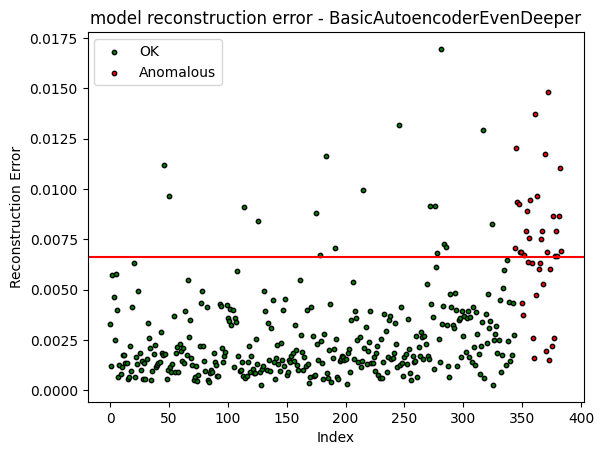 model reconstruction error - BasicAutoencoderEvenDeeper
OK
Anomalous
Reconstruction Error
0.0175
0.0150
0.0125
0.0100
0.0075
0.0050
0.0025
0.0000
0 50 100 150 200 250 300 350 400
Index